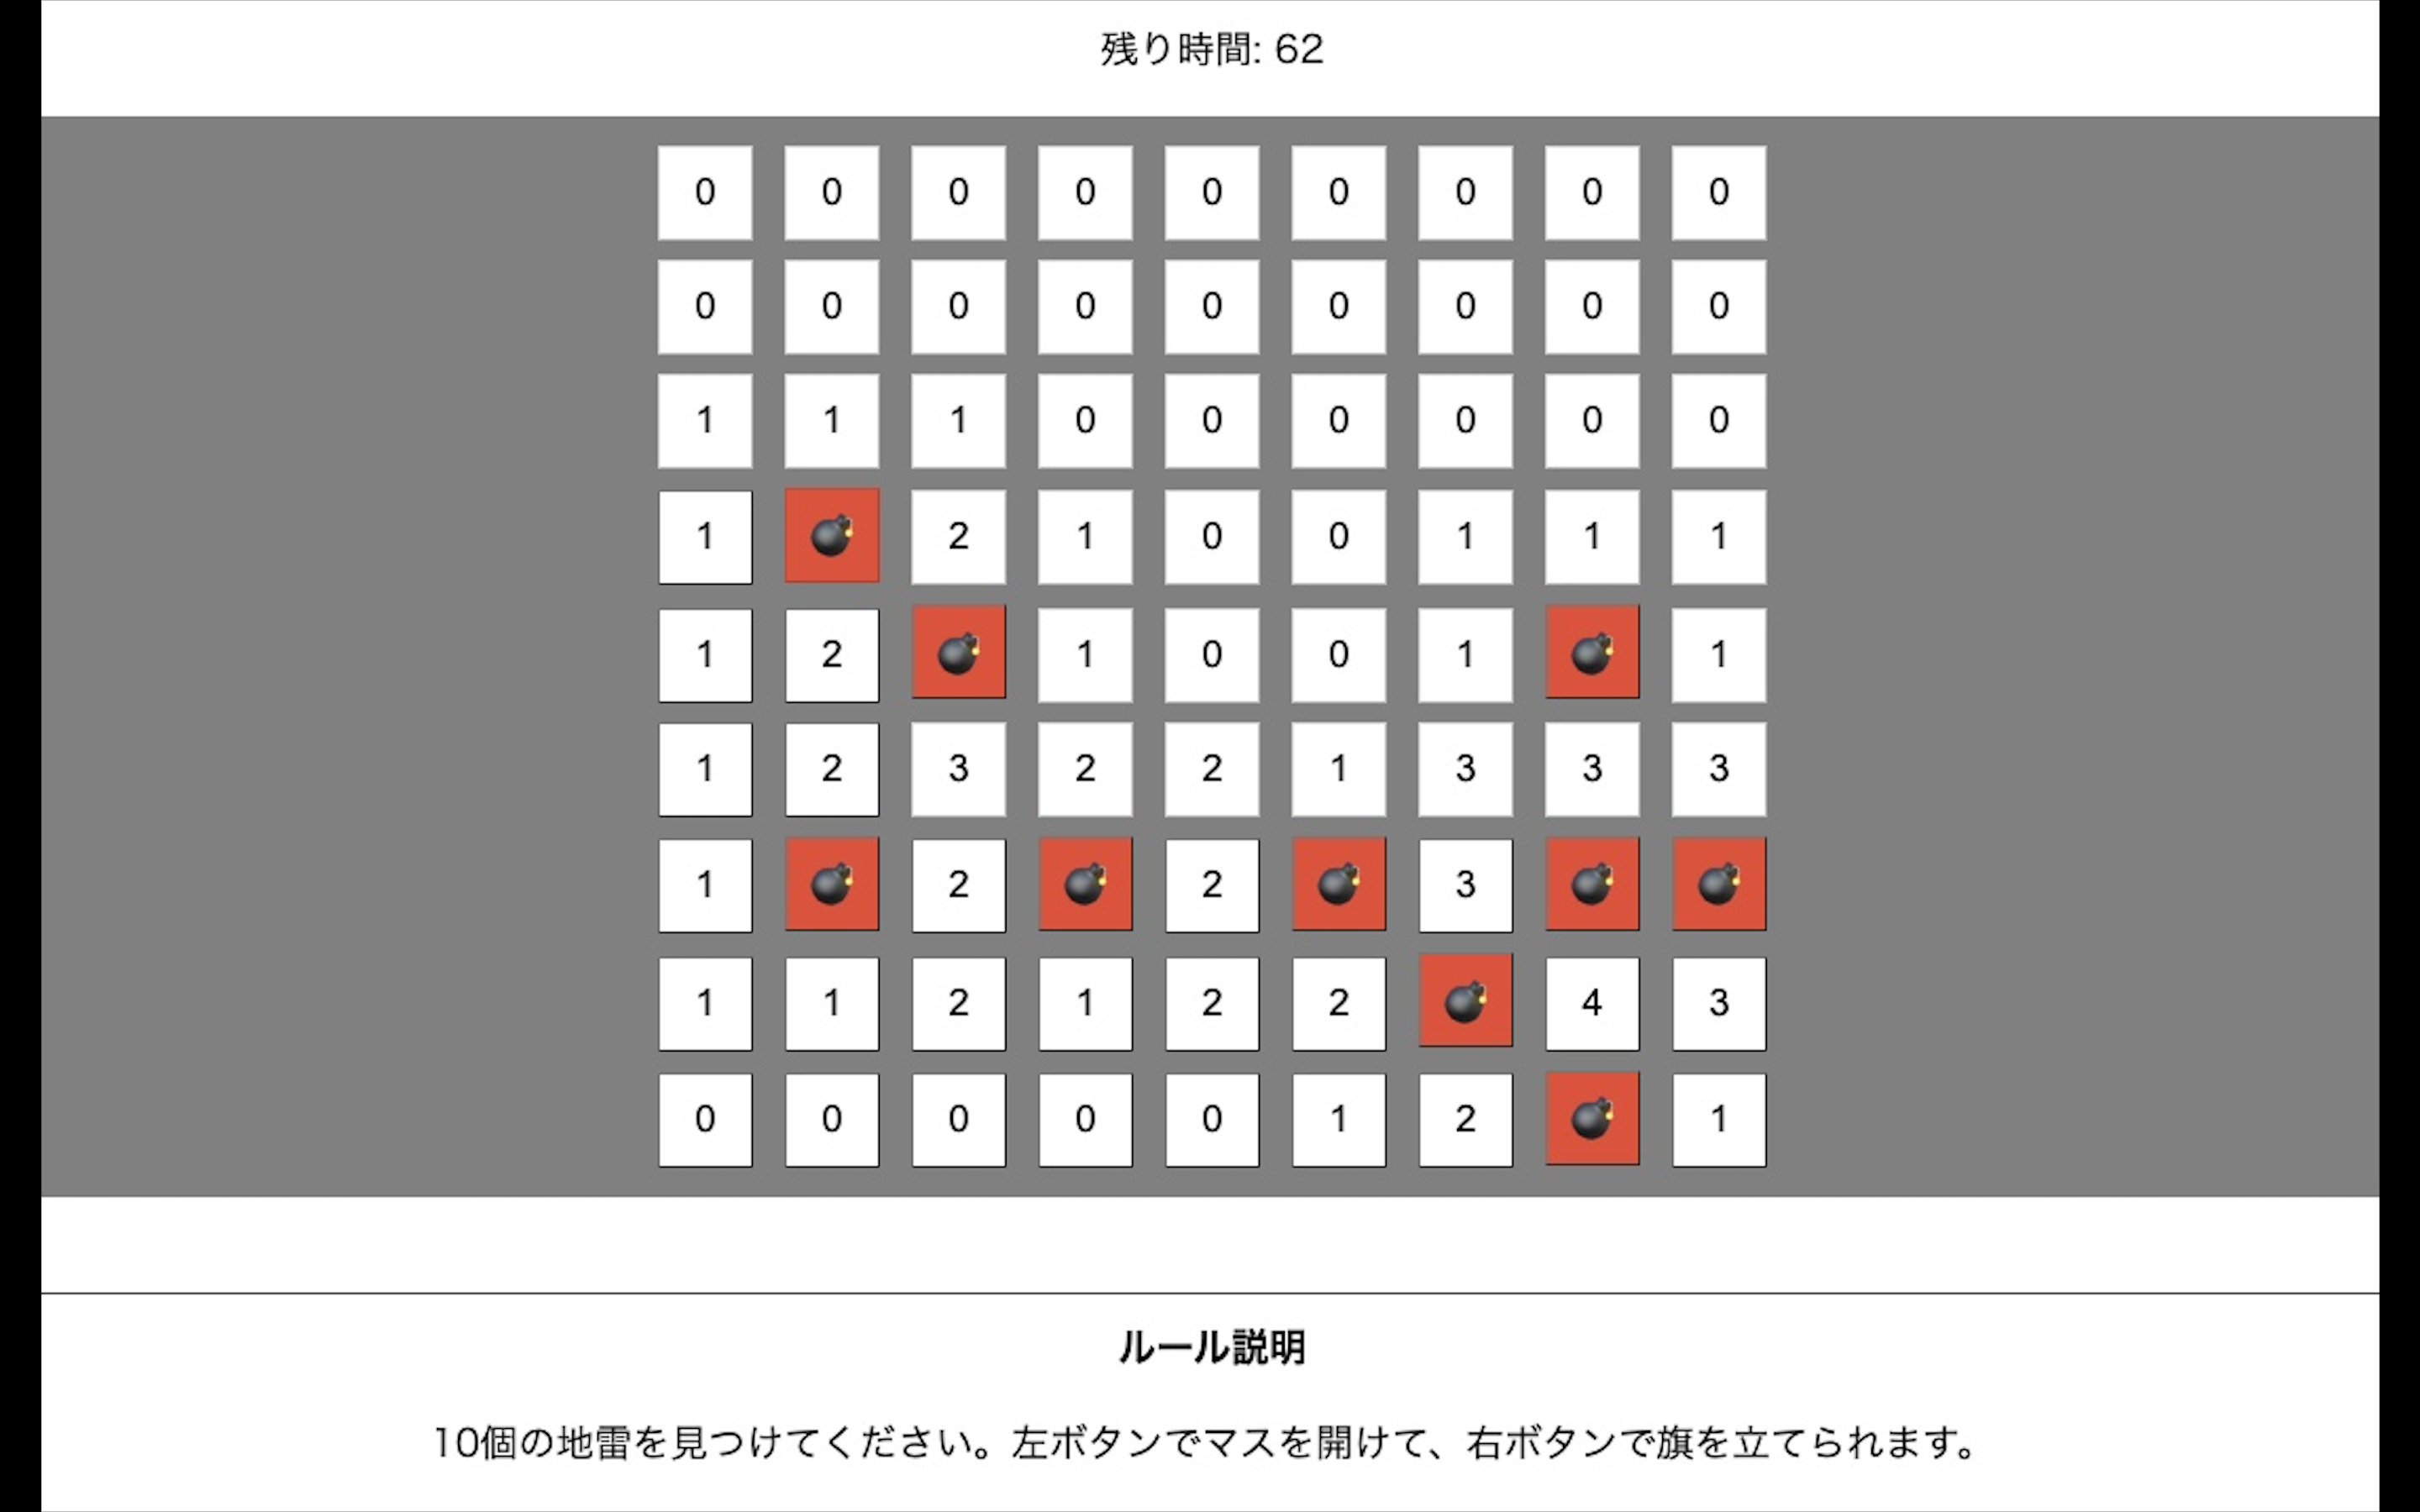 残り時間: 62
0 0 0 0 0 0 0 0 0
0 0 0 0 0 0 0 0 0
1 1 1 0 0 0 0 0 0
1 2 1 0 0 1 1 1
1 2 1 0 0 1 1
1 2 3 2 2 1 3 3 3
1 2 2 3
1 1 2 1 2 2 4 3
0 0 0 0 0 1 2 1
ルール説明
10個の地雷を見つけてください。左ボタンでマスを開けて、右ボタンで旗を立てられます。